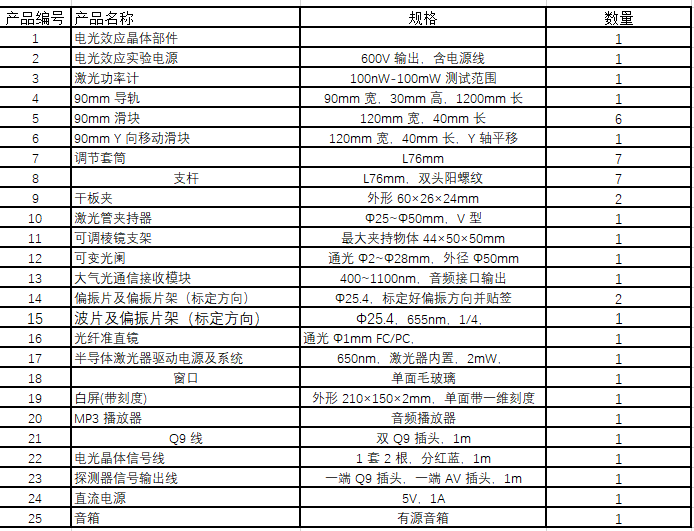 产品编号 产品名称 规格 数量
1 电光效应晶体部件 1
2 电光效应实验电源 600V 输出，含电源线 1
3 激光功率计 100nW-100mW 测试范围 1
4 90mm 导轨 90mm 宽，30mm 高，1200mm 长 1
5 90mm 滑块 120mm 宽，40mm 长 6
6 90mm Y 向移动滑块 120mm 宽，40mm 长，Y 轴平移 1
7 调节套筒 L76mm 7
8 支杆 L76mm，双头阳螺纹 7
9 干板夹 外形 60×26×24mm 2
10 激光管夹持器 Φ25~Φ50mm，V 型 1
11 可调棱镜支架 最大夹持物体 44×50×50mm 1
12 可变光阑 通光 Φ2~Φ28mm，外径 Φ50mm 1
13 大气光通信接收模块 400~1100nm，音频接口输出 1
14 偏振片及偏振片架（标定方向） Φ25.4，标定好偏振方向并贴签 2
15 波片及偏振片架（标定方向） Φ25.4，655nm，1/4， 1
16 光纤准直镜 通光 Φ1mm FC/PC， 1
17 半导体激光器驱动电源及系统 650nm，激光器内置，2mW， 1
18 窗口 单面毛玻璃 1
19 白屏(带刻度) 外形 210×150×2mm，单面带一维刻度 1
20 MP3 播放器 音频播放器 1
21 Q9 线 双 Q9 插头，1m 1
22 电光晶体信号线 1 套 2 根，分红蓝，1m 1
23 探测器信号输出线 一端 Q9 插头，一端 AV 插头，1m 1
24 直流电源 5V，1A 1
25 音箱 有源音箱 1